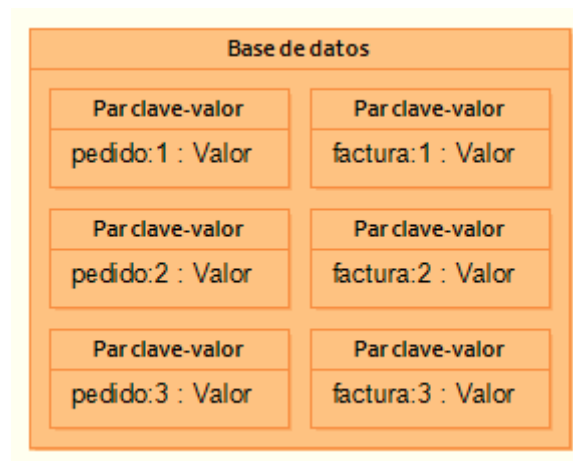 Base de datos
Par clave-valor
pedido:1 : Valor
Par clave-valor
factura:1 : Valor
Par clave-valor
pedido:2 : Valor
Par clave-valor
factura:2 : Valor
Par clave-valor
pedido:3 : Valor
Par clave-valor
factura:3 : Valor